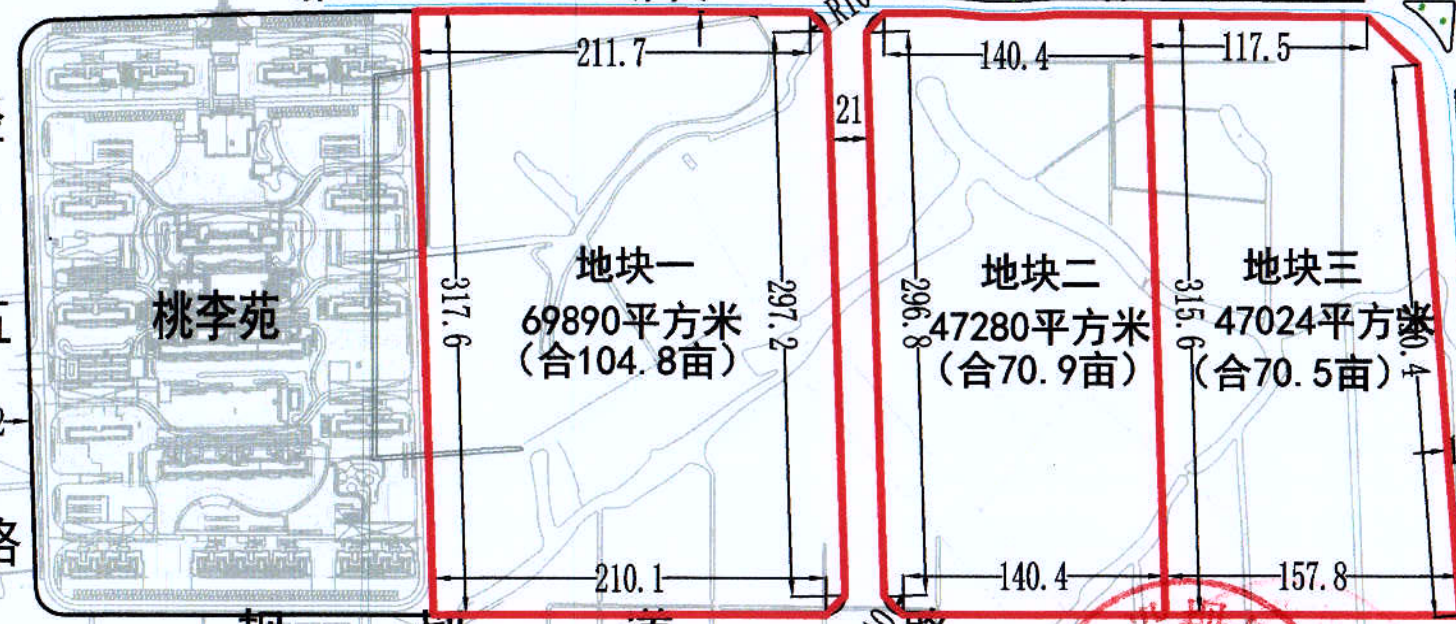 211.7
140.4
117.5
21
317.6
297.2
296.8
315.6
桃李苑
地块一
69890平方米
(合104.8亩)
地块二
47280平方米
(合70.9亩)
地块三
47024平方米
(合70.5亩)
210.1
140.4
157.8